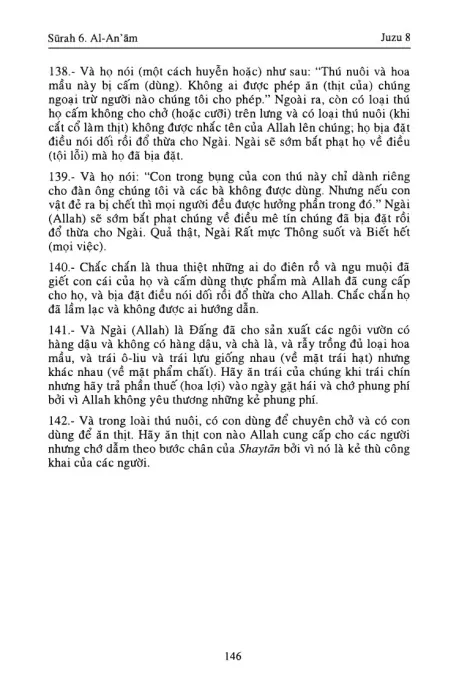 Sūrah 6. Al-An’ām
Juzu 8
138.- Và họ nói (một cách huyễn hoặc) như sau: “Thú nuôi và hoa
mầu này bị cấm (dùng). Không ai được phép ăn (thịt của) chúng
ngoại trừ người nào chúng tôi cho phép.” Ngoài ra, còn có loại thú
họ cấm không cho chở (hoặc cưỡi) trên lưng và có loại thú nuôi (khi
cắt cổ làm thịt) không được nhắc tên của Allah lên chúng; họ bịa đặt
điều nói dối rồi đổ thừa cho Ngài. Ngài sẽ sớm bắt phạt họ về điều
(tội lỗi) mà họ đã bịa đặt.
139.- Và họ nói: “Con trong bụng của con thú này chỉ dành riêng
cho đàn ông chúng tôi và các bà không được dùng. Nhưng nếu con
vật đẻ ra bị chết thì mọi người đều được hưởng phần trong đó.” Ngài
(Allah) sẽ sớm bắt phạt chúng về điều mê tín chúng đã bịa đặt rồi
đổ thừa cho Ngài. Quả thật, Ngài Rất mực Thông suốt và Biết hết
(mọi việc).
140.- Chắc chắn là thua thiệt những ai do điên rồ và ngu muội đã
giết con cái của họ và cấm dùng thực phẩm mà Allah đã cung cấp
cho họ, và bịa đặt điều nói dối rồi đổ thừa cho Allah. Chắc chắn họ
đã lầm lạc và không được ai hướng dẫn.
141.- Và Ngài (Allah) là Đấng đã cho sản xuất các ngôi vườn có
hàng dậu và không có hàng dậu, và chà là, và rẫy trồng đủ loại hoa
mầu, và trái ô-liu và trái lựu giống nhau (về mặt trái hạt) nhưng
khác nhau (về mặt phẩm chất). Hãy ăn trái của chúng khi trái chín
nhưng hãy trả phần thuế (hoa lợi) vào ngày gặt hái và chớ phung phí
bởi vì Allah không yêu thương những kẻ phung phí.
142.- Và trong loài thú nuôi, có con dùng để chuyên chở và có con
dùng để ăn thịt. Hãy ăn thịt con nào Allah cung cấp cho các người
nhưng chớ dẫm theo bước chân của Shaytān bởi vì nó là kẻ thù công
khai của các người.
146